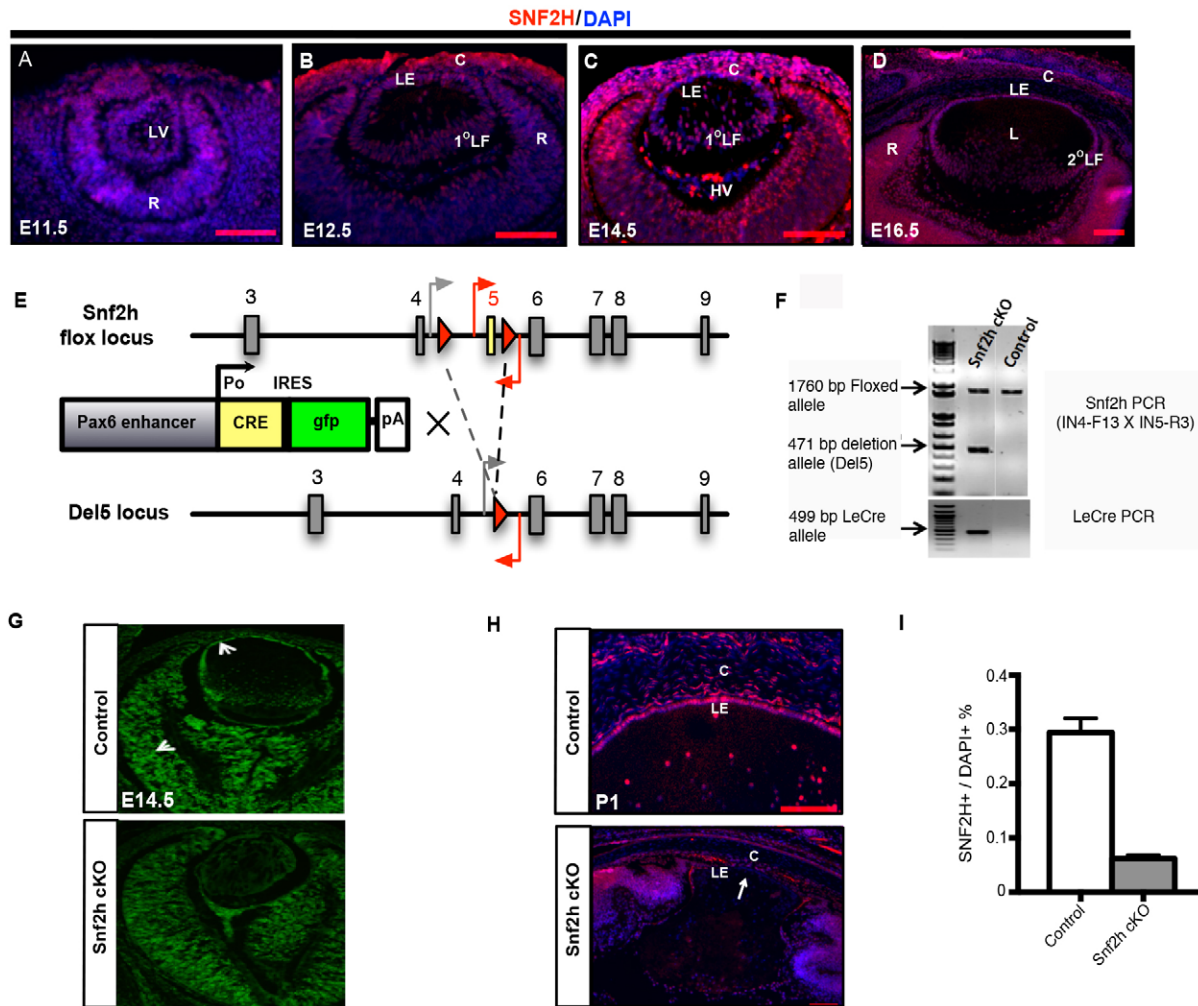 SNF2H/DAPI
A
LV
R
E11.5
B
C
LE
1°LF
R
E12.5
C
C
LE
1°LF
HV
E14.5
D
C
LE
L
R
2°LF
E16.5
E
Snf2h
flox locus
3
4
5
6
7
8
9
Po
IRES
Pax6 enhancer
CRE
gfp
pA
Del5 locus
3
4
6
7
8
9
F
Snf2h cKO
Control
1760 bp Floxed
allele
471 bp deletion
allele (Del5)
499 bp LeCre
allele
Snf2h PCR
(IN4-F13 X IN5-R3)
LeCre PCR
G
Control
E14.5
Snf2h cKO
H
Control
C
LE
P1
Snf2h cKO
C
LE
I
SNF2H+ / DAPI+ %
0.4
0.3
0.2
0.1
0
Control
Snf2h cKO